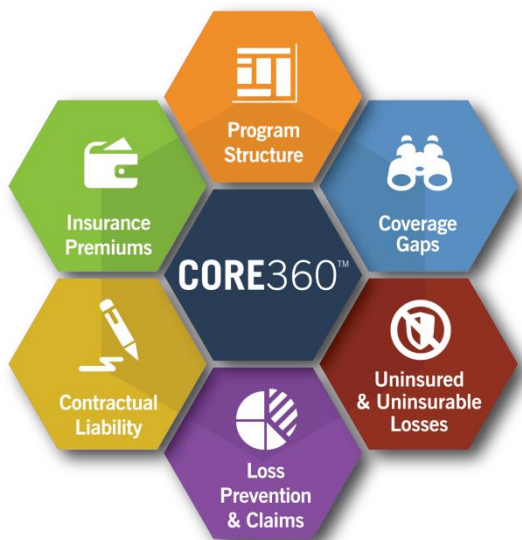 Program
Structure
Insurance
Premiums
Coverage
Gaps
CORE360™
Contractual
Liability
Uninsured
& Uninsurable
Losses
Loss
Prevention
& Claims